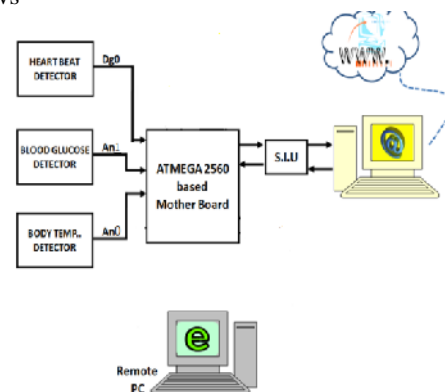 HEART BEAT
DETECTOR
Dg0
BLOOD GLUCOSE
DETECTOR
An1
BODY TEMP..
DETECTOR
An0
ATMEGA 2560
based
Mother Board
S.I.U
WWW.
Remote
PC